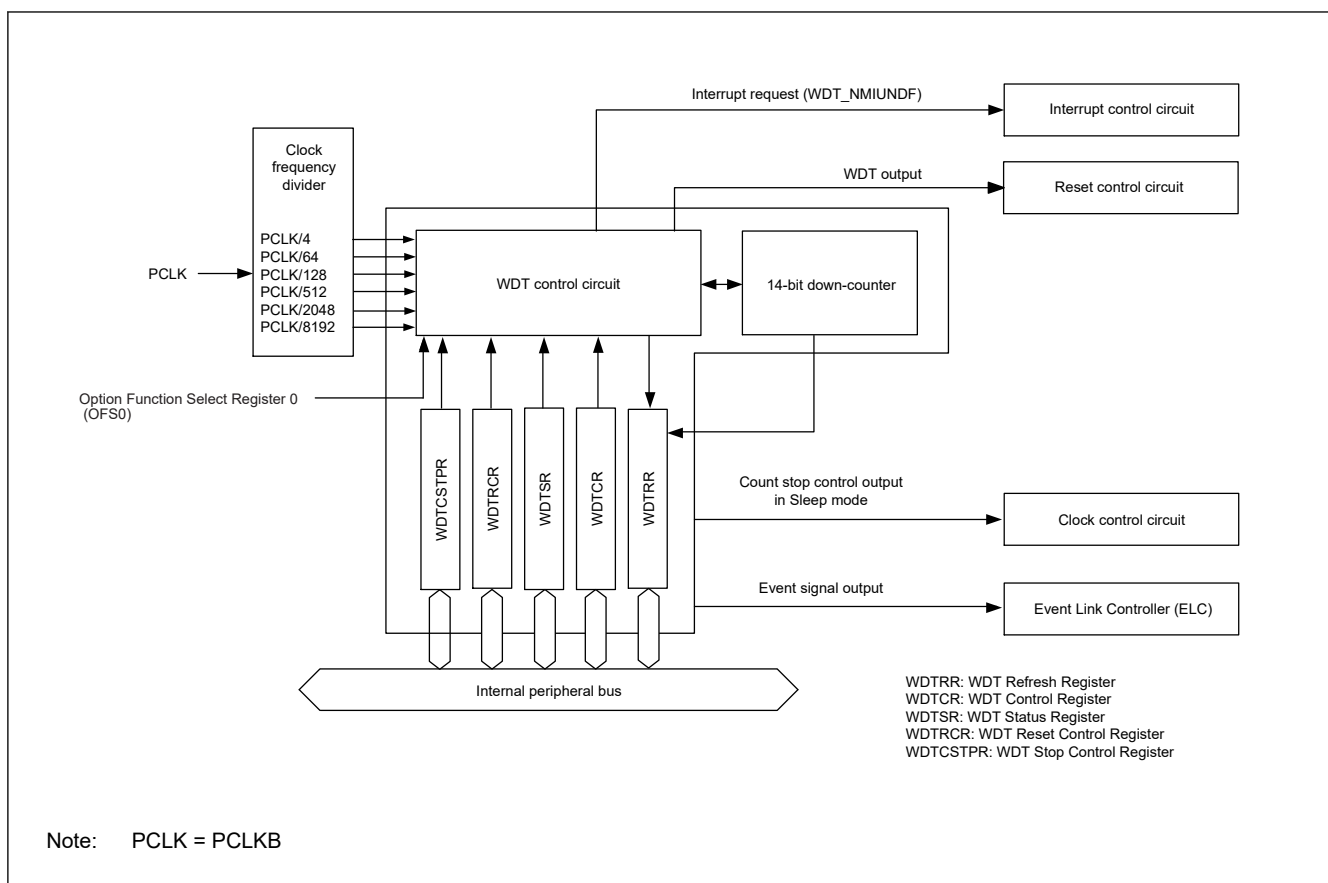 Interrupt request (WDT_NMIUNDF)
Interrupt control circuit
Clock
frequency
divider
WDT output
Reset control circuit
PCLK/4
PCLK/64
PCLK/128
PCLK/512
PCLK/2048
PCLK/8192
PCLK
WDT control circuit
14-bit down-counter
Option Function Select Register 0
(OFS0)
WDTCSTPR
WDTRCR
WDTSR
WDTCR
WDTRR
Count stop control output
in Sleep mode
Clock control circuit
Event signal output
Event Link Controller (ELC)
Internal peripheral bus
WDTRR: WDT Refresh Register
WDTCR: WDT Control Register
WDTSR: WDT Status Register
WDTRCR: WDT Reset Control Register
WDTCSTPR: WDT Stop Control Register
Note: PCLK = PCLKB